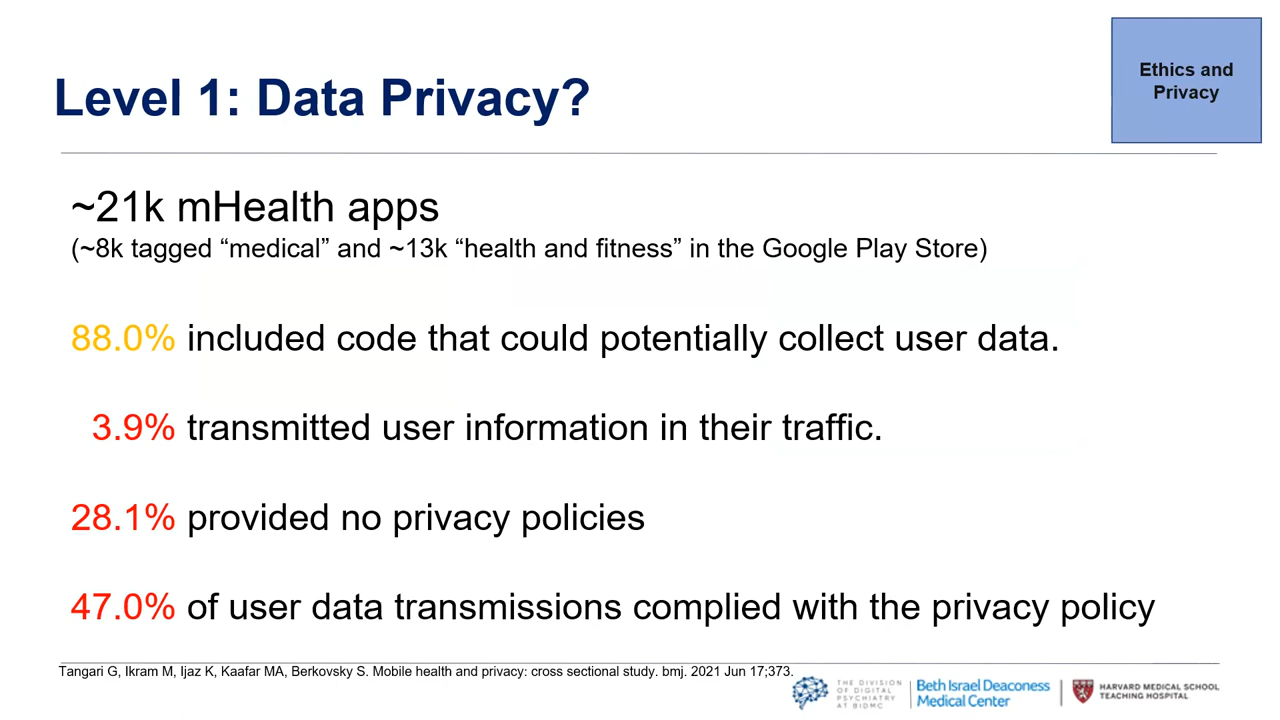 Ethics and
Privacy
Level 1: Data Privacy?
~21k mHealth apps
(~8k tagged “medical” and ~13k “health and fitness” in the Google Play Store)
88.0% included code that could potentially collect user data.
3.9% transmitted user information in their traffic.
28.1% provided no privacy policies
47.0% of user data transmissions complied with the privacy policy
Tangari G, Ikram M, Ijaz K, Kaafar MA, Berkovsky S. Mobile health and privacy: cross sectional study. bmj. 2021 Jun 17;373.
THE DIVISION
OF DIGITAL
PSYCHIATRY
AT BIDMC
Beth Israel Deaconess
Medical Center
HARVARD MEDICAL SCHOOL
TEACHING HOSPITAL